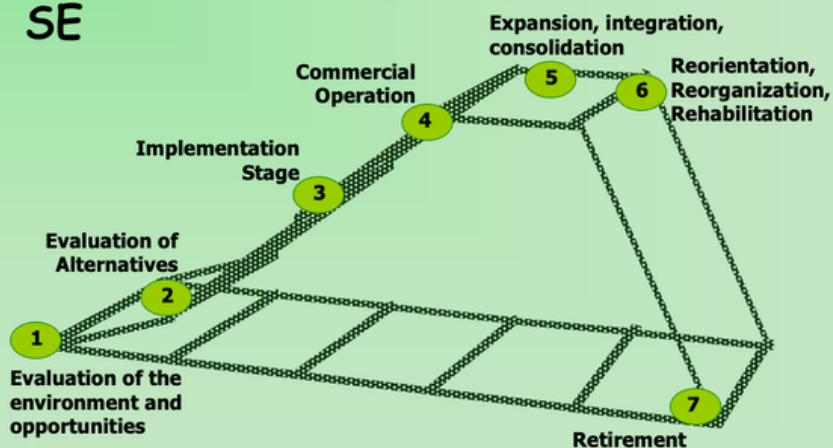 SE
Expansion, integration,
consolidation
5
6
Reorientation,
Reorganization,
Rehabilitation
Commercial
Operation
4
Implementation
Stage
3
Evaluation of
Alternatives
2
1
Evaluation of the
environment and
opportunities
7
Retirement